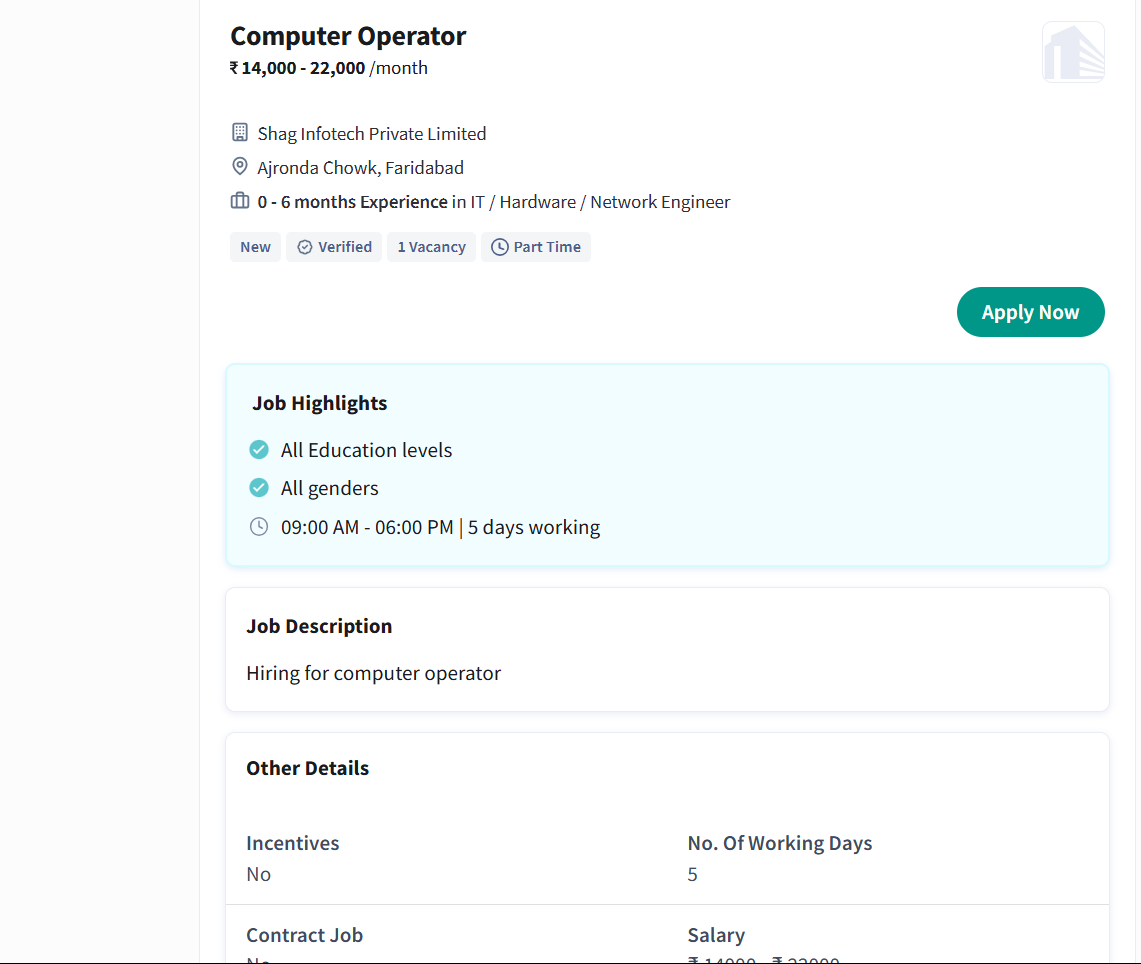 Computer Operator
₹ 14,000 - 22,000 /month
Shag Infotech Private Limited
Ajronda Chowk, Faridabad
0 - 6 months Experience in IT / Hardware / Network Engineer
New Verified 1 Vacancy Part Time
Apply Now
Job Highlights
All Education levels
All genders
09:00 AM - 06:00 PM | 5 days working
Job Description
Hiring for computer operator
Other Details
Incentives No. Of Working Days
No 5
Contract Job Salary
No ₹ 14000 - ₹ 22000